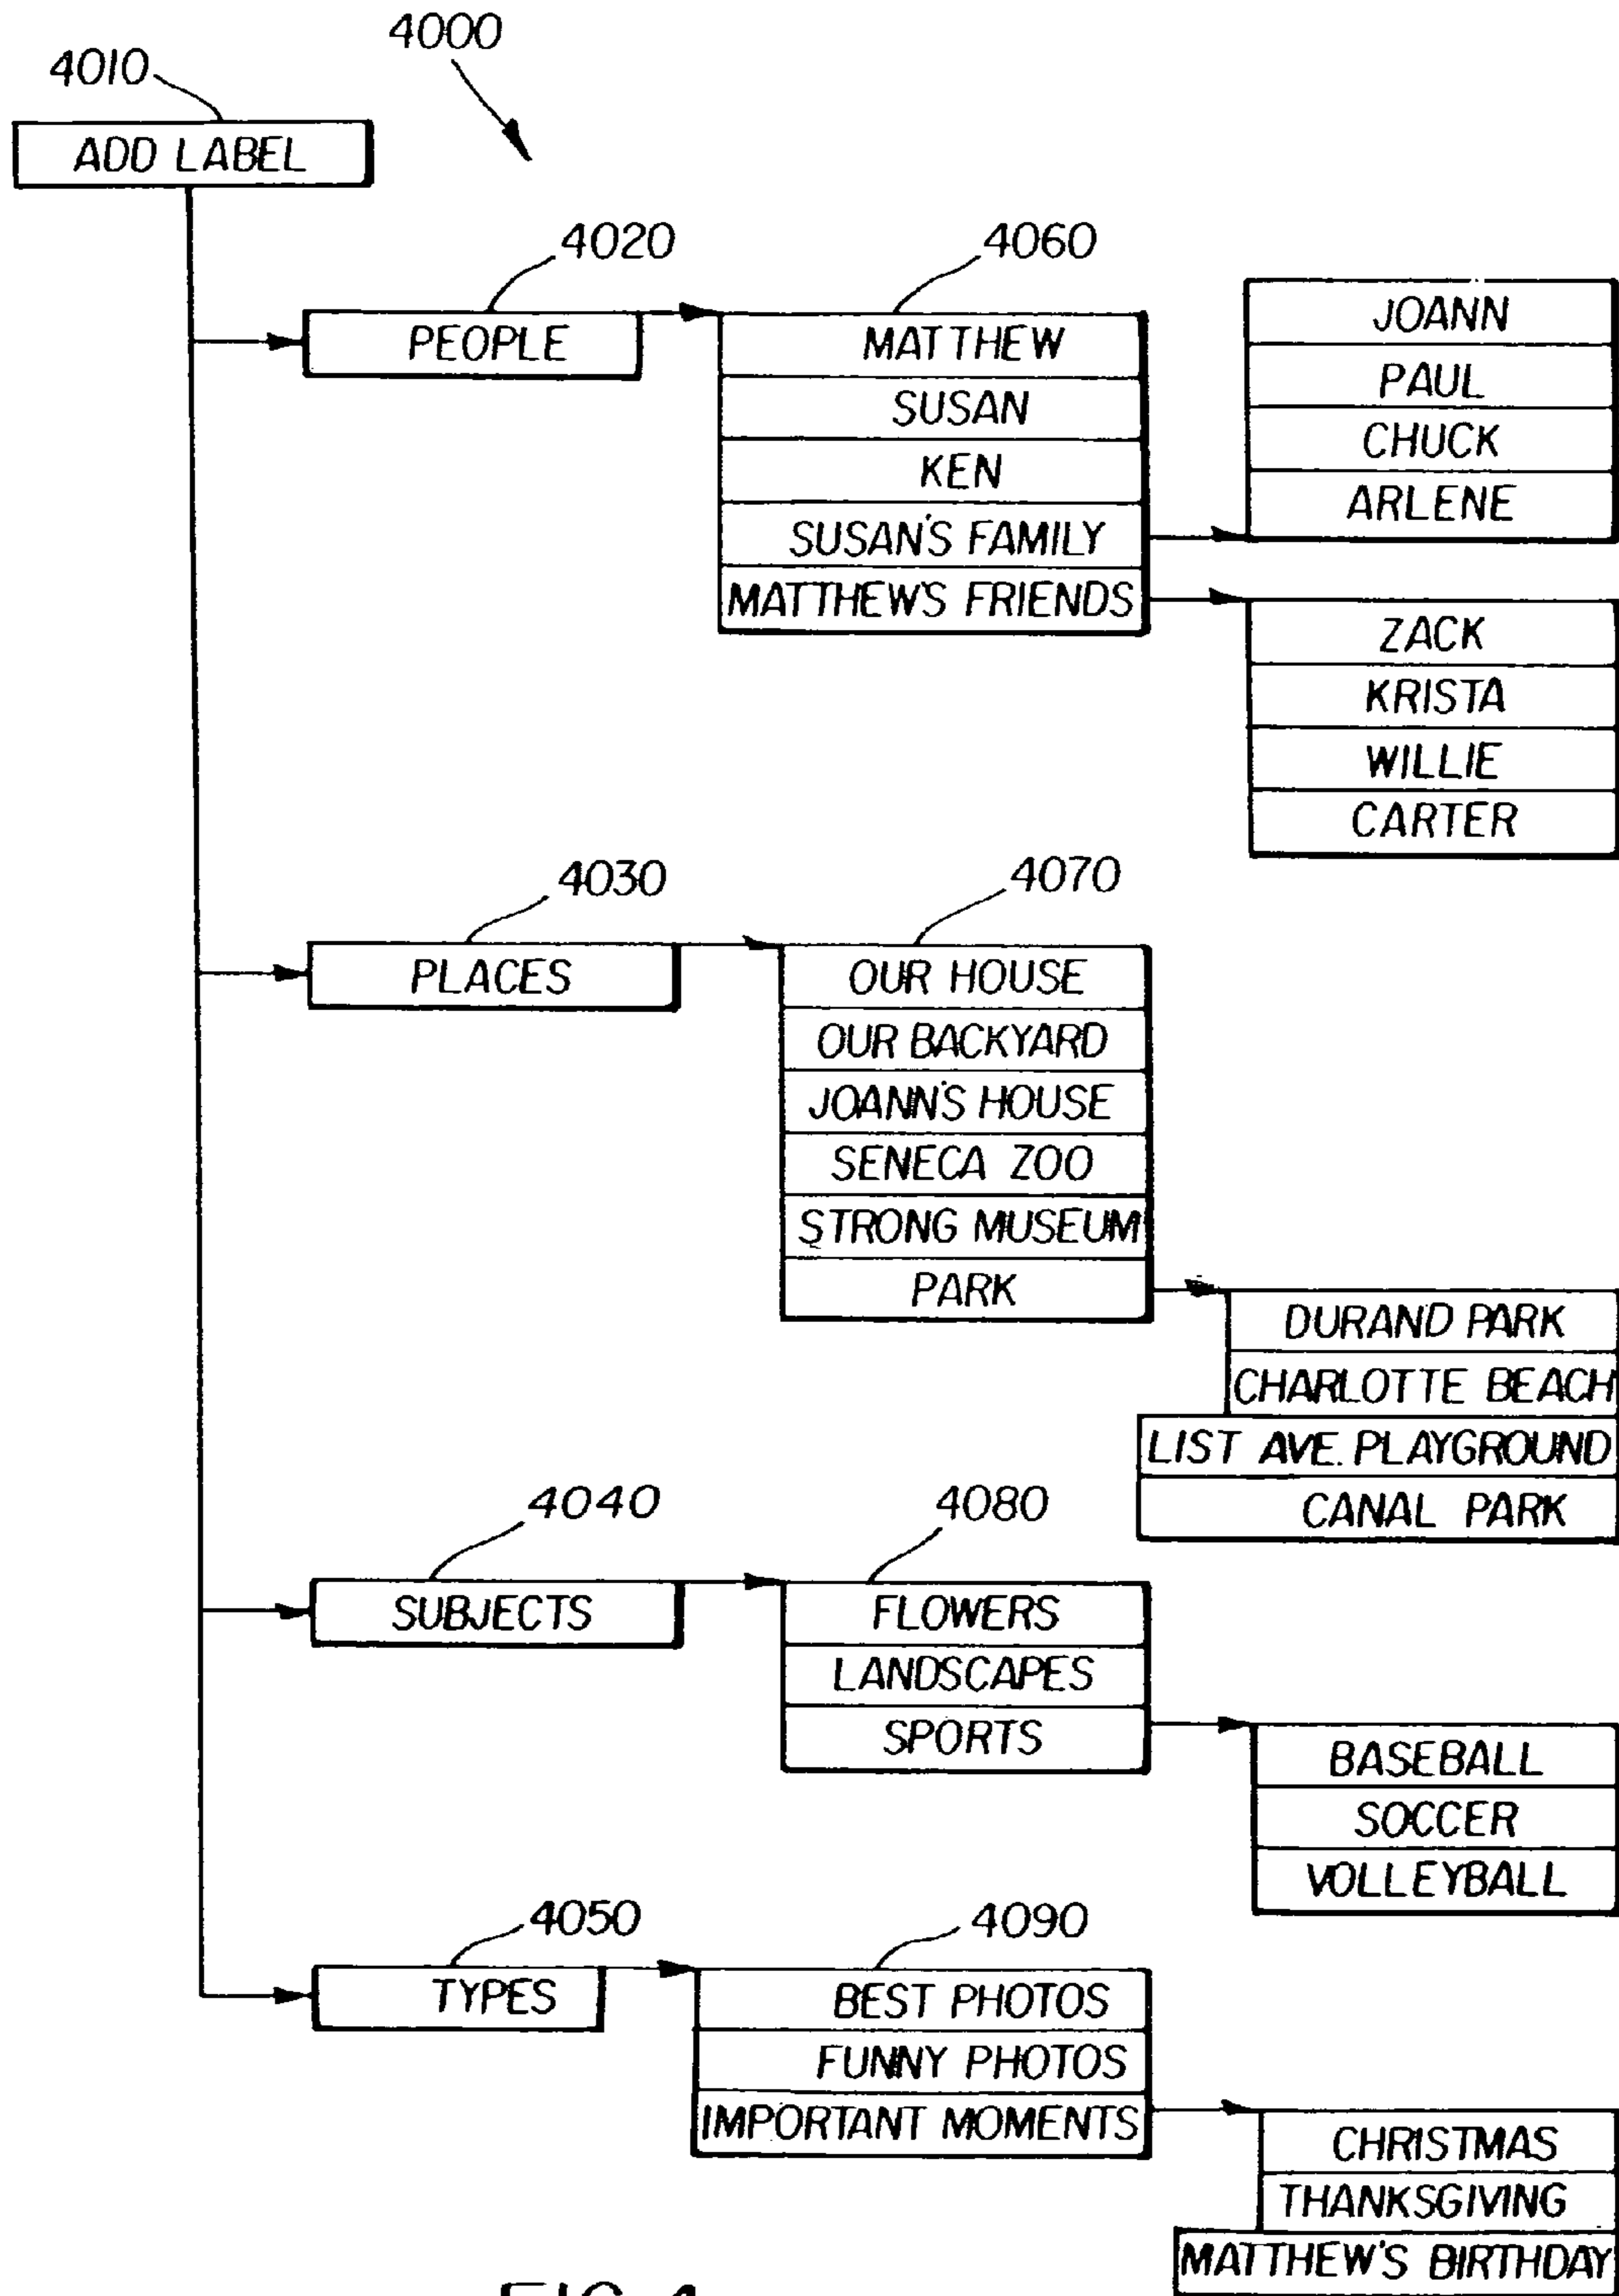 4000
4010
ADD LABEL
4020
PEOPLE
4060
MATTHEW
SUSAN
KEN
SUSAN'S FAMILY
MATTHEW'S FRIENDS
JOANN
PAUL
CHUCK
ARLENE
ZACK
KRISTA
WILLIE
CARTER
4030
PLACES
4070
OUR HOUSE
OUR BACKYARD
JOANN'S HOUSE
SENECA ZOO
STRONG MUSEUM
PARK
DURAND PARK
CHARLOTTE BEACH
LIST AVE. PLAYGROUND
CANAL PARK
4040
SUBJECTS
4080
FLOWERS
LANDSCAPES
SPORTS
BASEBALL
SOCCER
VOLLEYBALL
4050
TYPES
4090
BEST PHOTOS
FUNNY PHOTOS
IMPORTANT MOMENTS
CHRISTMAS
THANKSGIVING
MATTHEW'S BIRTHDAY